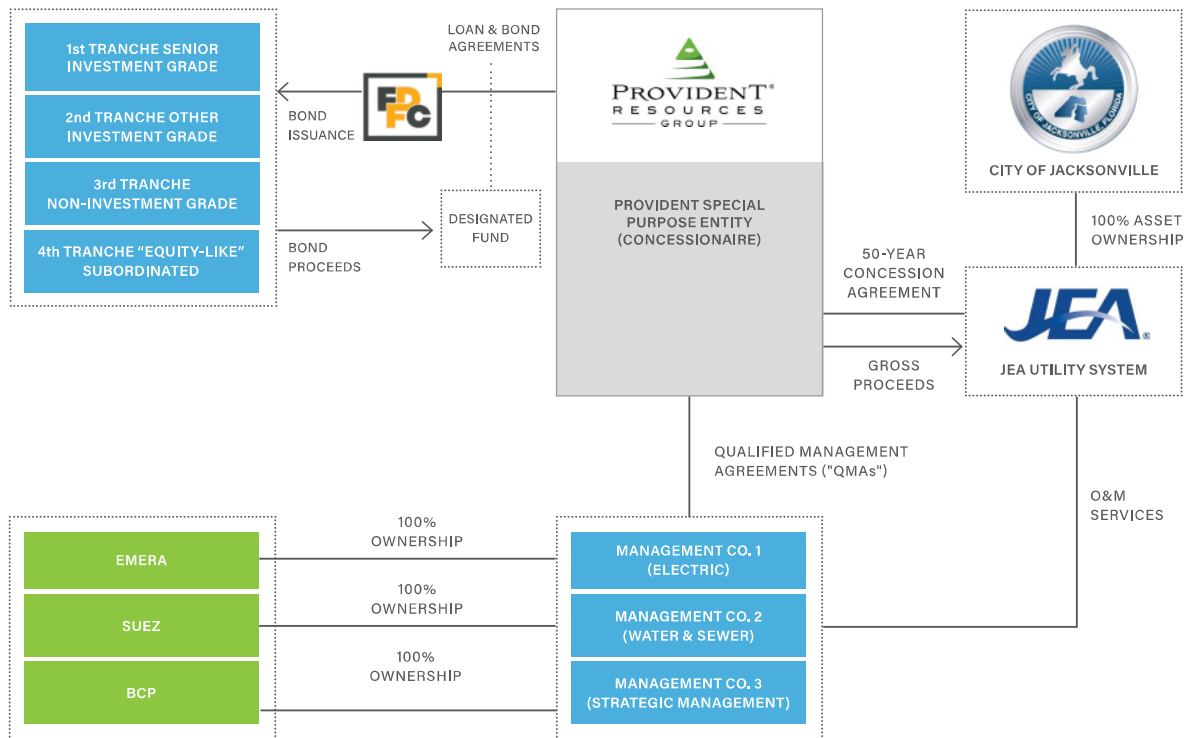 1st TRANCHE SENIOR
INVESTMENT GRADE
2nd TRANCHE OTHER
INVESTMENT GRADE
3rd TRANCHE
NON-INVESTMENT GRADE
4th TRANCHE “EQUITY-LIKE”
SUBORDINATED
BOND
ISSUANCE
FDFC
LOAN & BOND
AGREEMENTS
BOND
PROCEEDS
DESIGNATED
FUND
PROVIDENT®
RESOURCES
GROUP
PROVIDENT SPECIAL
PURPOSE ENTITY
(CONCESSIONAIRE)
CITY OF JACKSONVILLE, FLORIDA
CITY OF JACKSONVILLE
100% ASSET
OWNERSHIP
50-YEAR
CONCESSION
AGREEMENT
GROSS
PROCEEDS
JEA®
JEA UTILITY SYSTEM
QUALIFIED MANAGEMENT
AGREEMENTS ("QMAs")
O&M
SERVICES
EMERA
SUEZ
BCP
100%
OWNERSHIP
100%
OWNERSHIP
100%
OWNERSHIP
MANAGEMENT CO. 1
(ELECTRIC)
MANAGEMENT CO. 2
(WATER & SEWER)
MANAGEMENT CO. 3
(STRATEGIC MANAGEMENT)